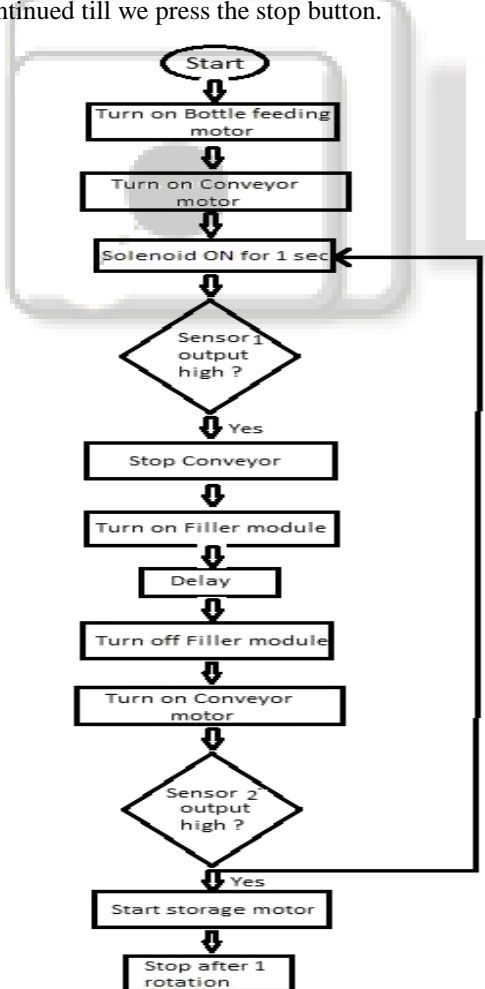 ntinued till we press the stop button.
Start
Turn on Bottle feeding
motor
Turn on Conveyor
motor
Solenoid ON for 1 sec
Sensor 1
output
high ?
Yes
Stop Conveyor
Turn on Filler module
Delay
Turn off Filler module
Turn on Conveyor
motor
Sensor 2
output
high ?
Yes
Start storage motor
Stop after 1
rotation